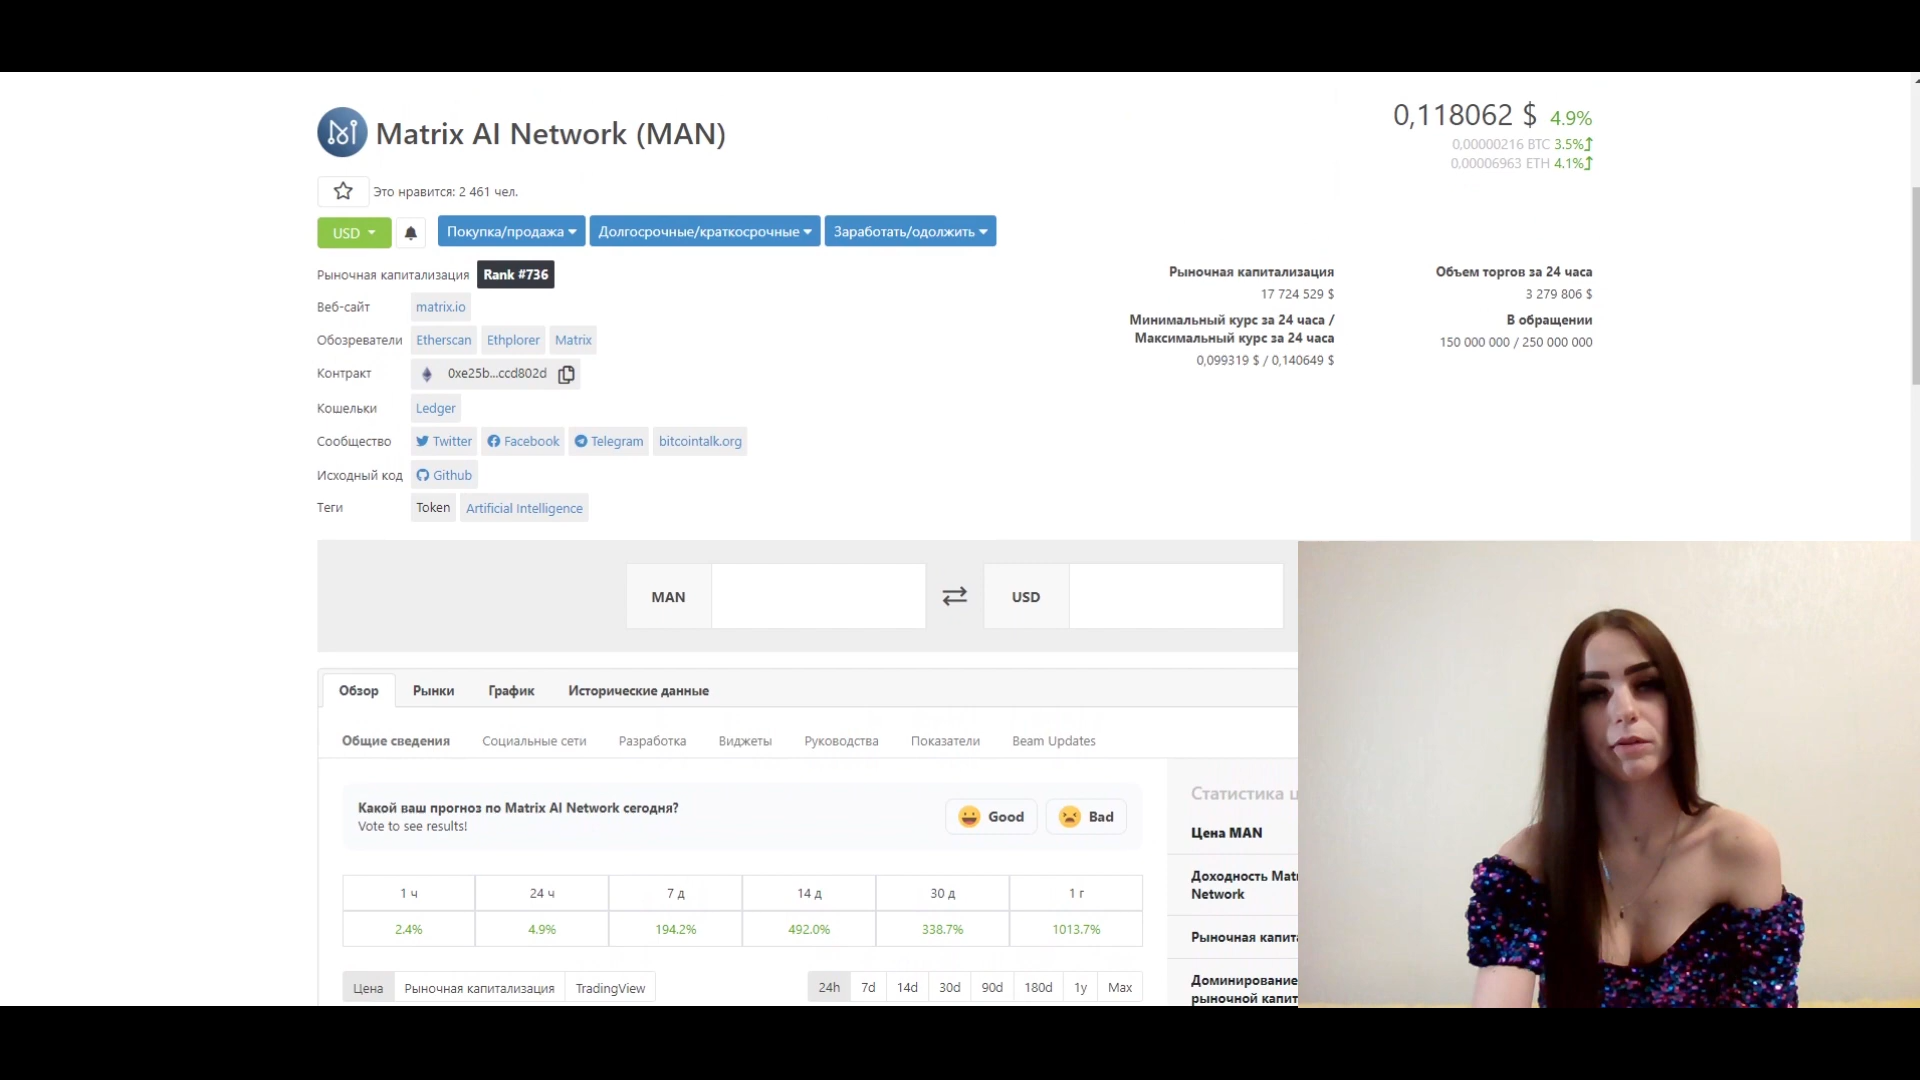 Matrix AI Network (MAN)
0,118062 $ 4.9%
0,00000216 BTC 3.5%
0,00006963 ETH 4.1%
Это нравится: 2 461 чел.
USD
Покупка/продажа
Долгосрочные/краткосрочные
Заработать/одолжить
Рыночная капитализация Rank #736
Веб-сайт matrix.io
Обозреватели Etherscan Ethplorer Matrix
Контракт 0xe25b...ccd802d
Кошельки Ledger
Сообщество Twitter Facebook Telegram bitcointalk.org
Исходный код Github
Теги Token Artificial Intelligence
Рыночная капитализация
17 724 529 $
Минимальный курс за 24 часа /
Максимальный курс за 24 часа
0,099319 $ / 0,140649 $
Объем торгов за 24 часа
3 279 806 $
В обращении
150 000 000 / 250 000 000
MAN
USD
Обзор Рынки График Исторические данные
Общие сведения Социальные сети Разработка Виджеты Руководства Показатели Beam Updates
Какой ваш прогноз по Matrix AI Network сегодня?
Vote to see results!
Good
Bad
1 ч 24 ч 7 д 14 д 30 д 1 г
2.4% 4.9% 194.2% 492.0% 338.7% 1013.7%
Цена Рыночная капитализация TradingView
24h 7d 14d 30d 90d 180d 1y Max
Статистика
Цена MAN
Доходность
Network
Рыночная
Доминирование
рыночной